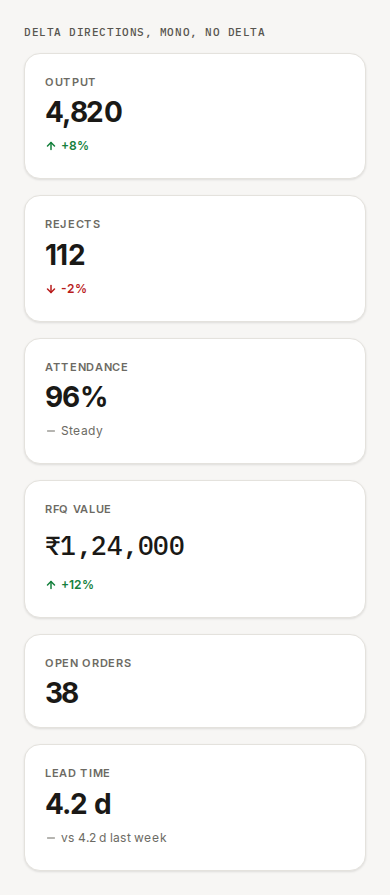 DELTA DIRECTIONS, MONO, NO DELTA
OUTPUT
4,820
↑ +8%
REJECTS
112
↓ -2%
ATTENDANCE
96%
— Steady
RFQ VALUE
₹1,24,000
↑ +12%
OPEN ORDERS
38
LEAD TIME
4.2 d
— vs 4.2 d last week